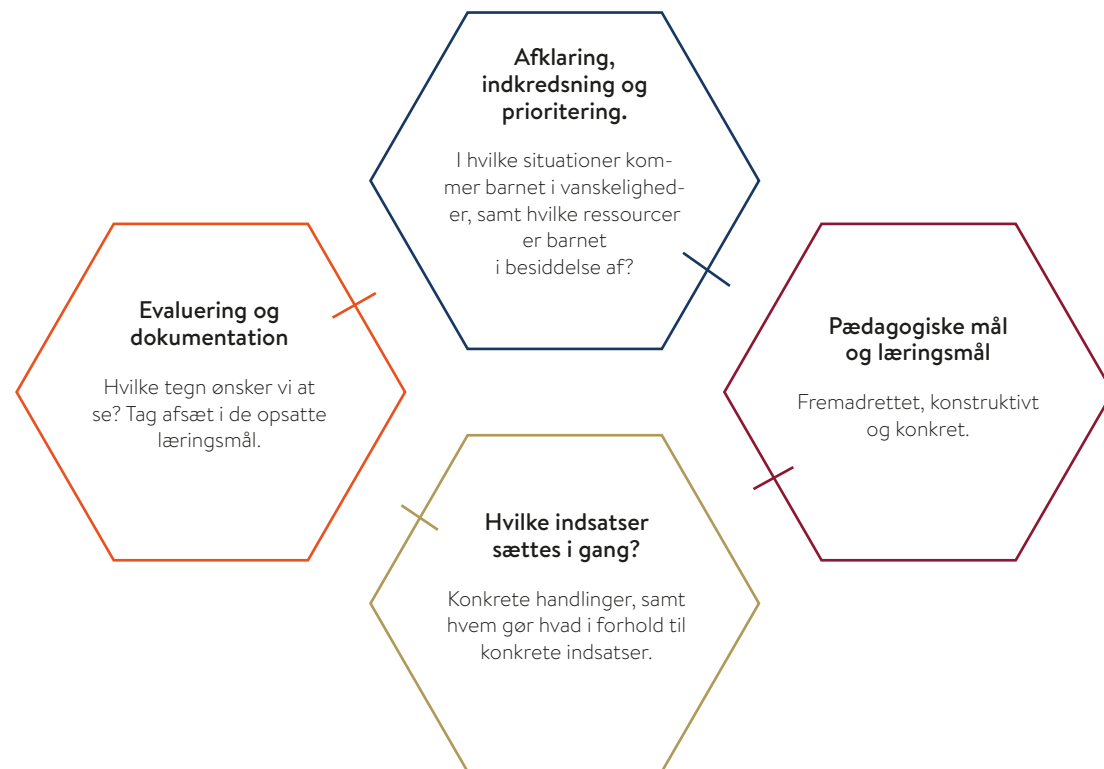 Afklaring,
indkredsning og
prioritering.
I hvilke situationer kom-
mer barnet i vanskelighed-
er, samt hvilke ressourcer
er barnet
i besiddelse af?
Pædagogiske mål
og læringsmål
Fremadrettet, konstruktivt
og konkret.
Hvilke indsatser
sættes i gang?
Konkrete handlinger, samt
hvem gør hvad i forhold til
konkrete indsatser.
Evaluering og
dokumentation
Hvilke tegn ønsker vi at
se? Tag afsæt i de opsatte
læringsmål.